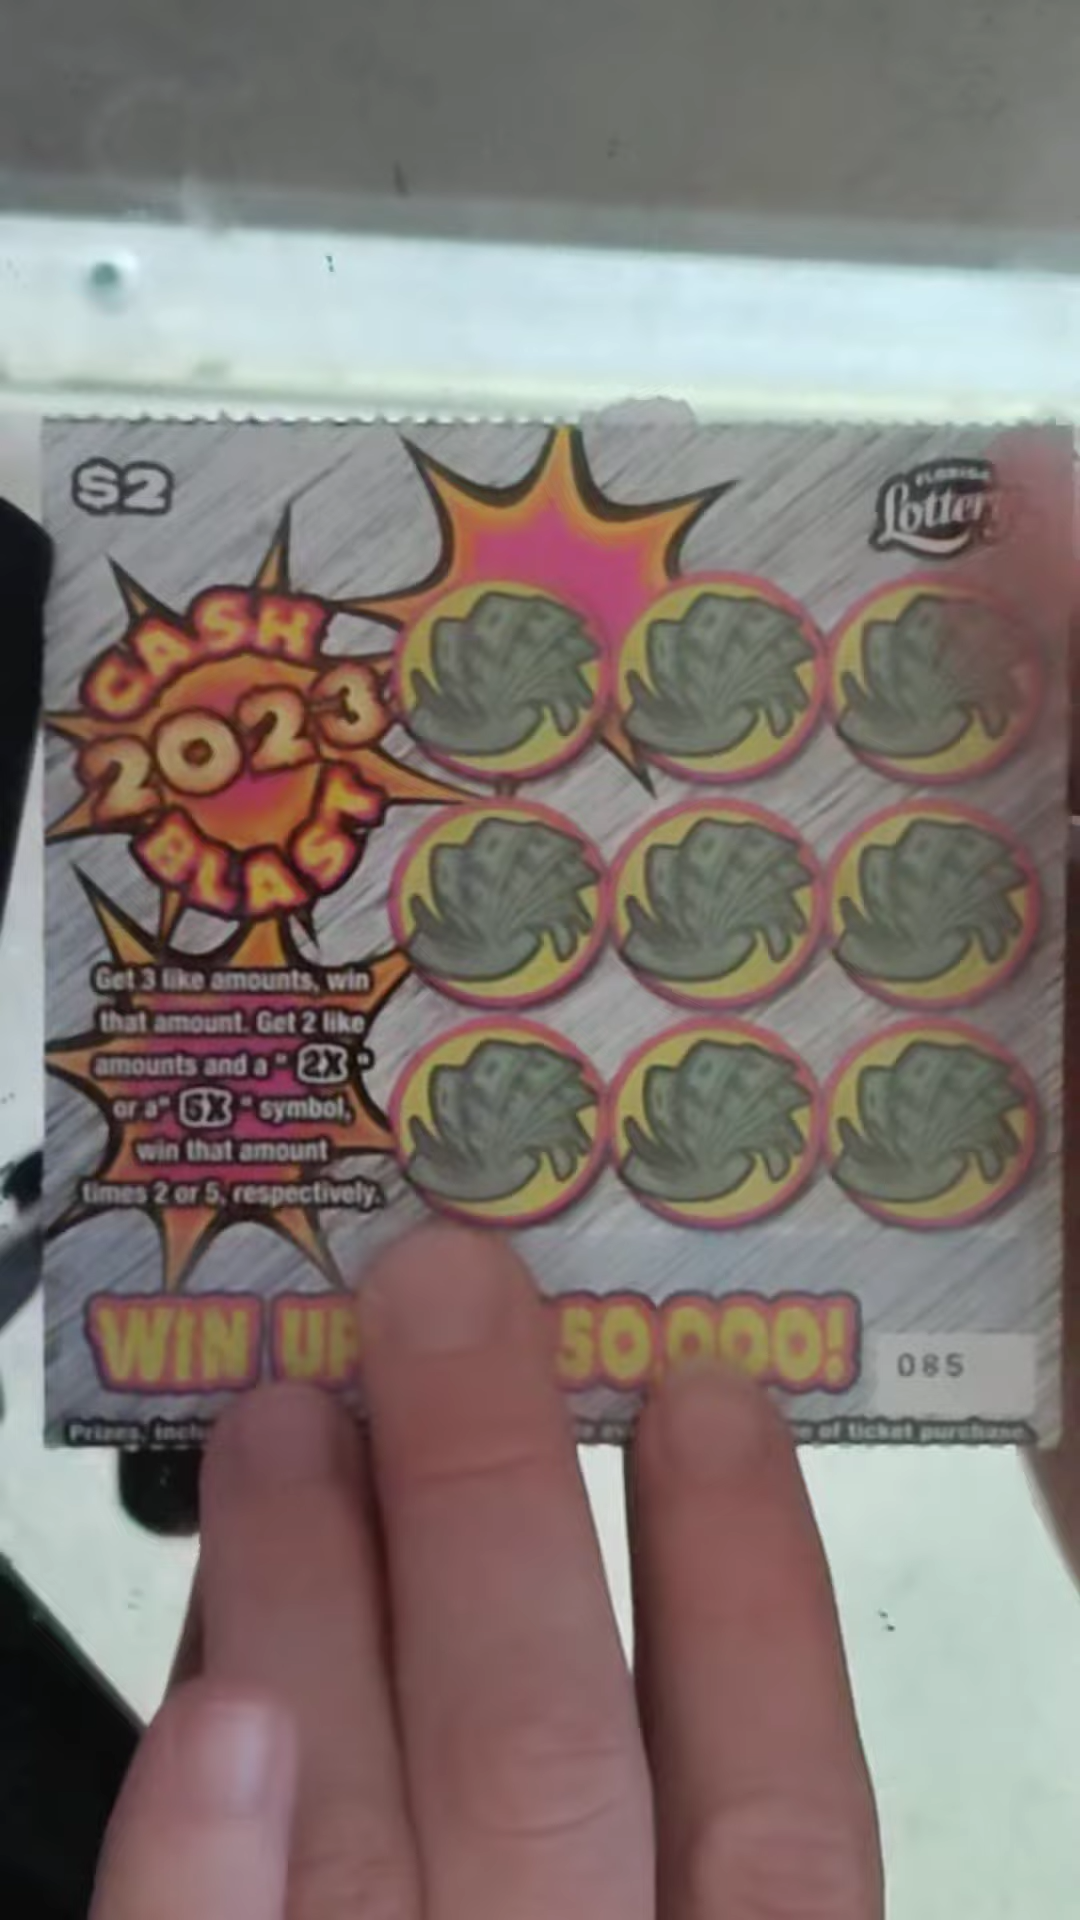 $2
FLORIDA
Lottery
CASH
2023
BLAST
Get 3 like amounts, win
that amount. Get 2 like
amounts and a " 2X "
or a " 5X " symbol,
win that amount
times 2 or 5, respectively.
WIN UP 50,000!
085
Prizes, of ticket purchase.